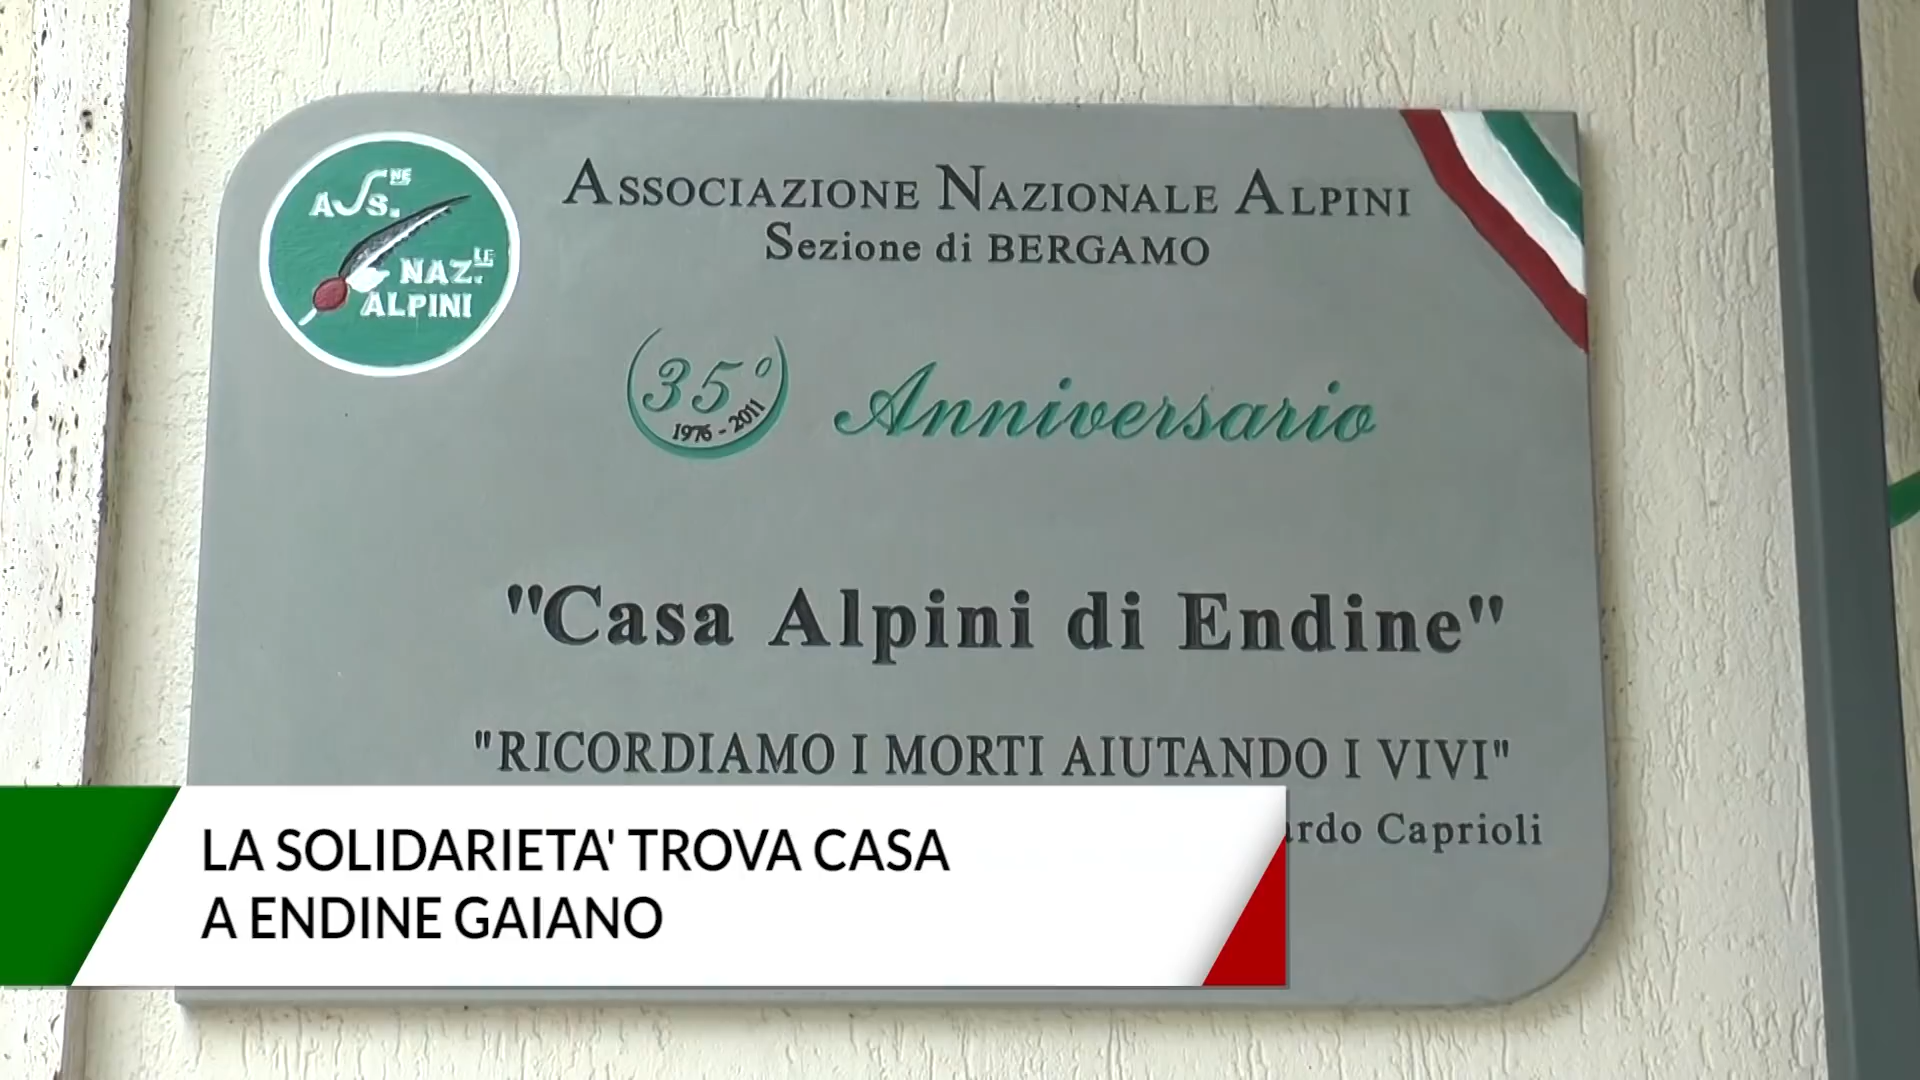 ASS.NE
NAZ.LE
ALPINI
ASSOCIAZIONE NAZIONALE ALPINI
Sezione di BERGAMO
35° Anniversario
1976 - 2011
"Casa Alpini di Endine"
"RICORDIAMO I MORTI AIUTANDO I VIVI"
Caprioli
LA SOLIDARIETA' TROVA CASA
A ENDINE GAIANO